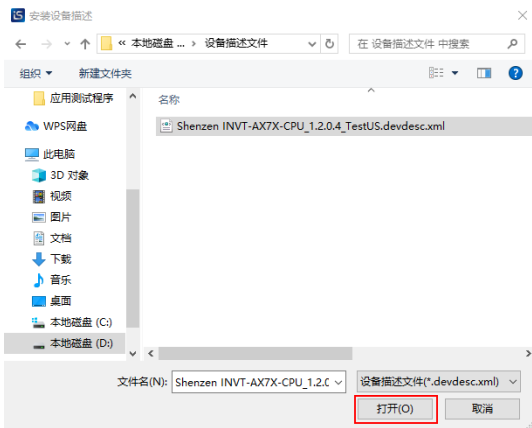 安装设备描述
« 本地磁盘 ... › 设备描述文件
在 设备描述文件 中搜索
组织
新建文件夹
应用测试程序
WPS网盘
此电脑
3D 对象
视频
图片
文档
下载
音乐
桌面
本地磁盘 (C:)
本地磁盘 (D:)
名称
Shenzen INVT-AX7X-CPU_1.2.0.4_TestUS.devdesc.xml
文件名(N):
Shenzen INVT-AX7X-CPU_1.2.0
设备描述文件(*.devdesc.xml)
打开(O)
取消